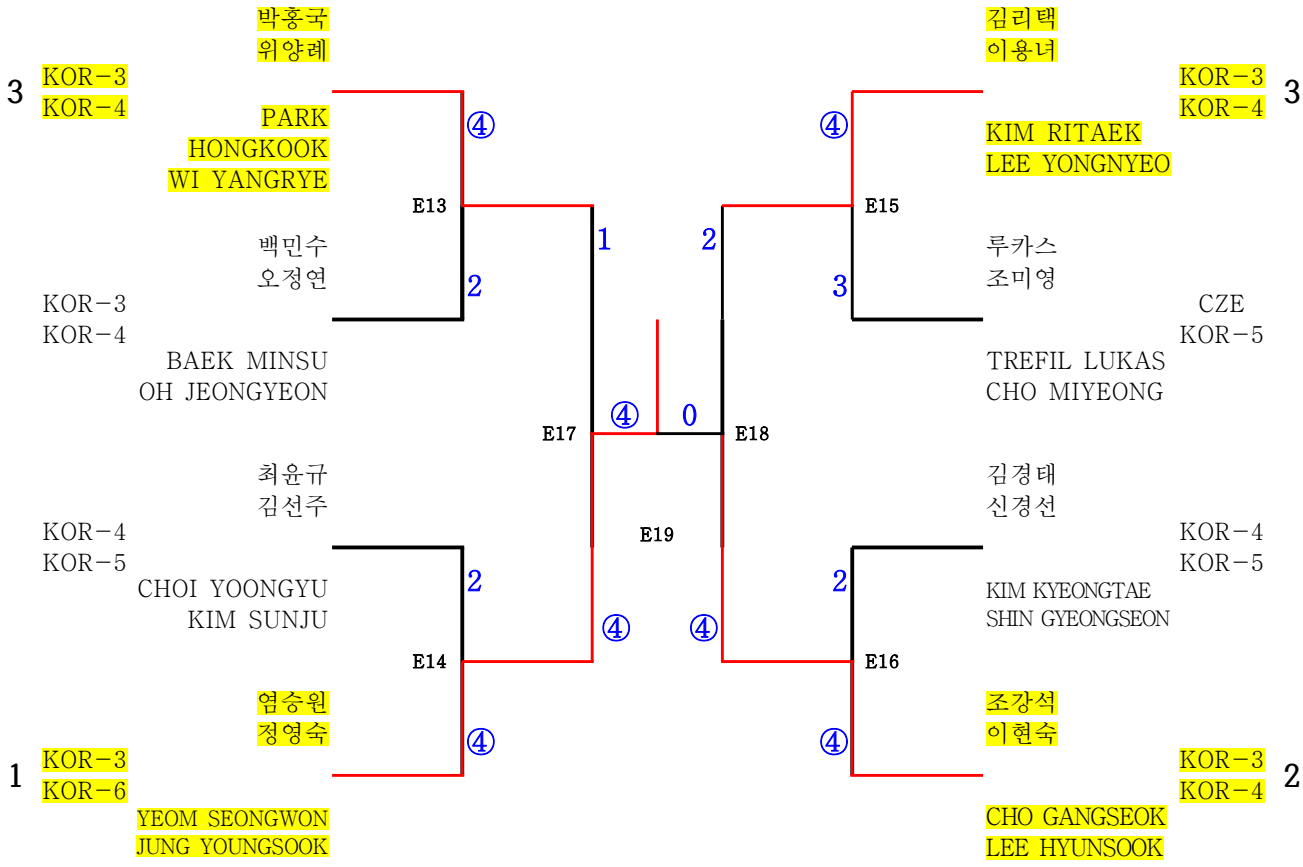 박홍국
위양례
3
KOR-3
KOR-4
PARK
HONGKOOK
WI YANGRYE
④
E13
백민수
오정연
2
KOR-3
KOR-4
BAEK MINSU
OH JEONGYEON
1
E17
④
최윤규
김선주
KOR-4
KOR-5
2
CHOI YOONGYU
KIM SUNJU
④
E14
염승원
정영숙
④
1
KOR-3
KOR-6
YEOM SEONGWON
JUNG YOUNGSOOK
E19
김리택
이용녀
KOR-3
KOR-4
3
④
KIM RITAEK
LEE YONGNYEO
E15
2
루카스
조미영
3
CZE
KOR-5
TREFIL LUKAS
CHO MIYEONG
0
E18
김경태
신경선
KOR-4
KOR-5
2
KIM KYEONGTAE
SHIN GYEONGSEON
④
E16
조강석
이현숙
④
KOR-3
KOR-4
2
CHO GANGSEOK
LEE HYUNSOOK